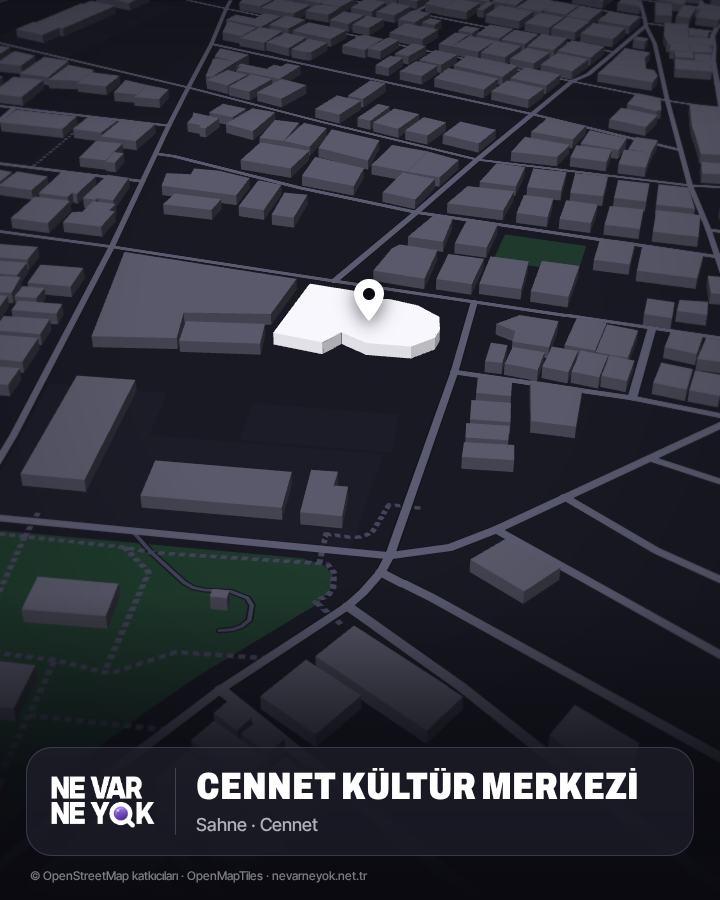 NE VAR
NE YOK
CENNET KÜLTÜR MERKEZİ
Sahne · Cennet
© OpenStreetMap katkıcıları · OpenMapTiles · nevarneyok.net.tr